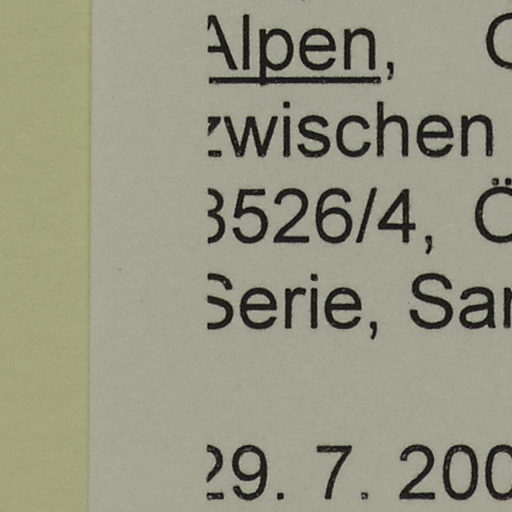 Alpen,
zwischen
3526/4,
Serie,
29. 7.